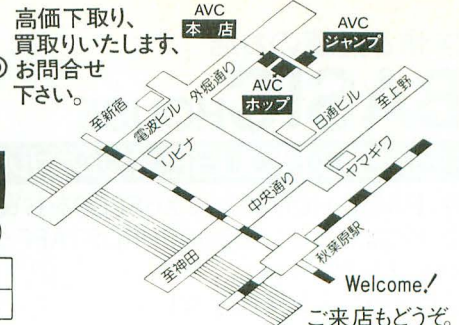 高価下取り、
買取りいたします、
お問合せ
下さい。
AVC
本店
AVC
ジャンプ
AVC
ホップ
外堀通り
至新宿
電波ビル
リビナ
日通ビル
至上野
ヤマギワ
中央通り
至神田
秋葉原駅
Welcome!
ご来店もどうぞ。